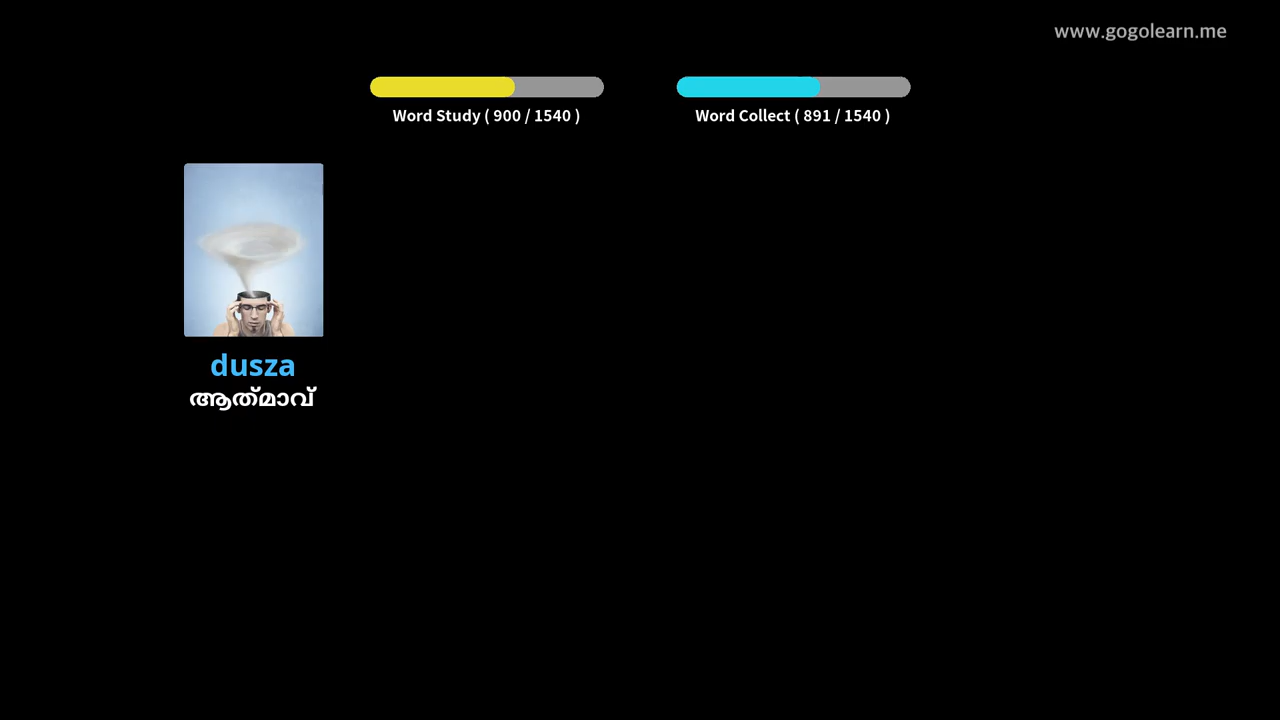 www.gogolearn.me
Word Study ( 900 / 1540 )
Word Collect ( 891 / 1540 )
dusza
ആത്മാവ്